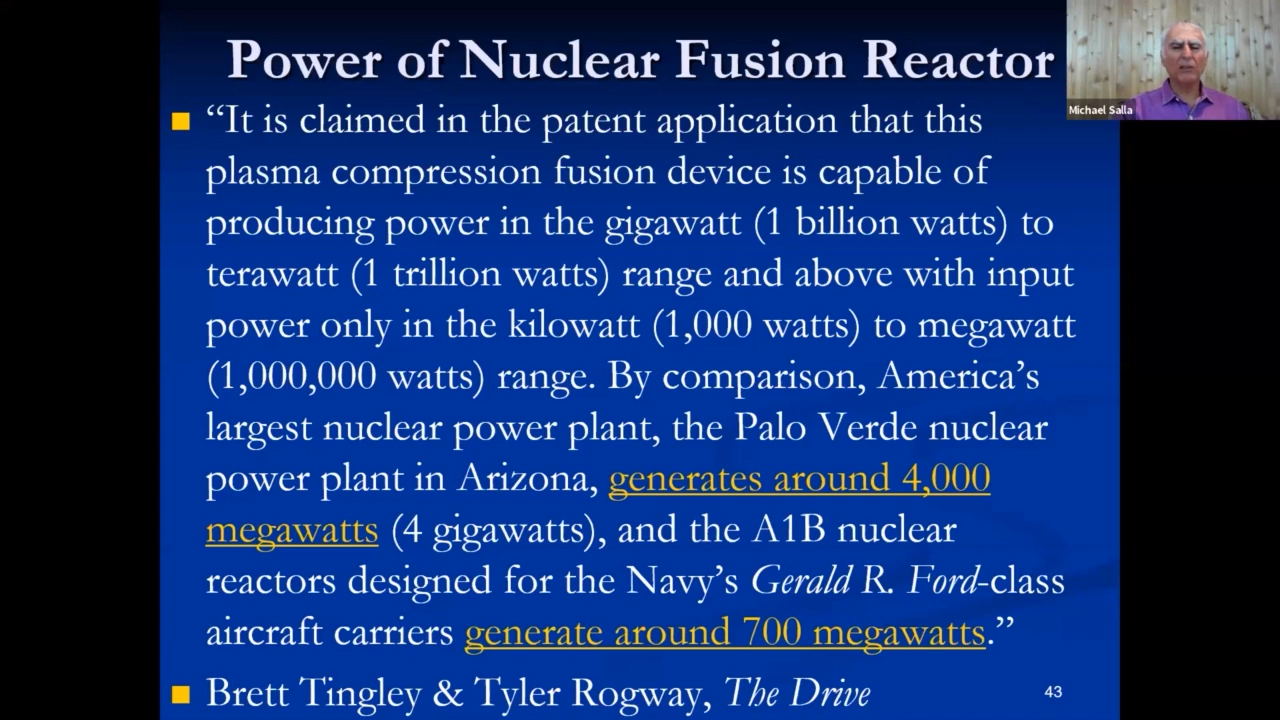 Power of Nuclear Fusion Reactor
Michael Salla
“It is claimed in the patent application that this
plasma compression fusion device is capable of
producing power in the gigawatt (1 billion watts) to
terawatt (1 trillion watts) range and above with input
power only in the kilowatt (1,000 watts) to megawatt
(1,000,000 watts) range. By comparison, America’s
largest nuclear power plant, the Palo Verde nuclear
power plant in Arizona, generates around 4,000
megawatts (4 gigawatts), and the A1B nuclear
reactors designed for the Navy’s Gerald R. Ford-class
aircraft carriers generate around 700 megawatts.”
Brett Tingley & Tyler Rogway, The Drive
43